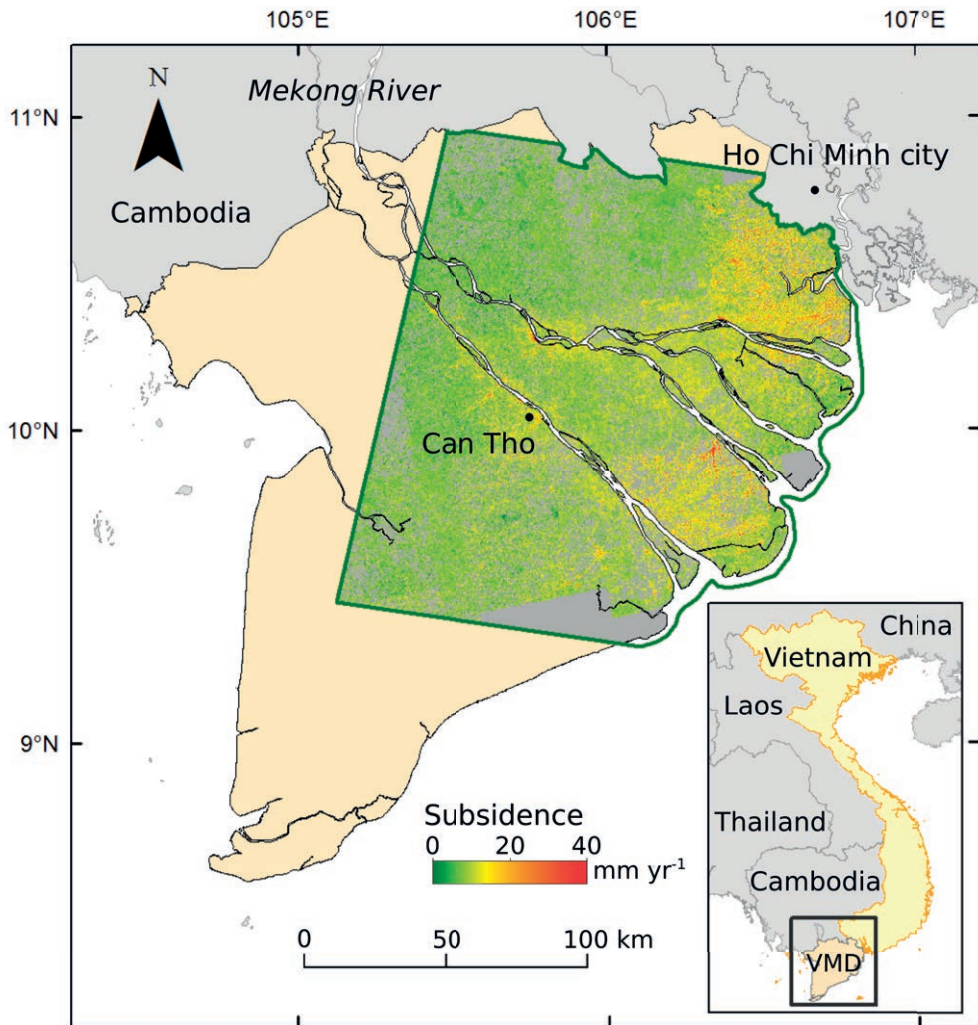 105°E
106°E
107°E
11°N
10°N
9°N
N
Mekong River
Ho Chi Minh city
Cambodia
Can Tho
Subsidence
0 20 40
mm yr⁻¹
0 50 100 km
China
Vietnam
Laos
Thailand
Cambodia
VMD